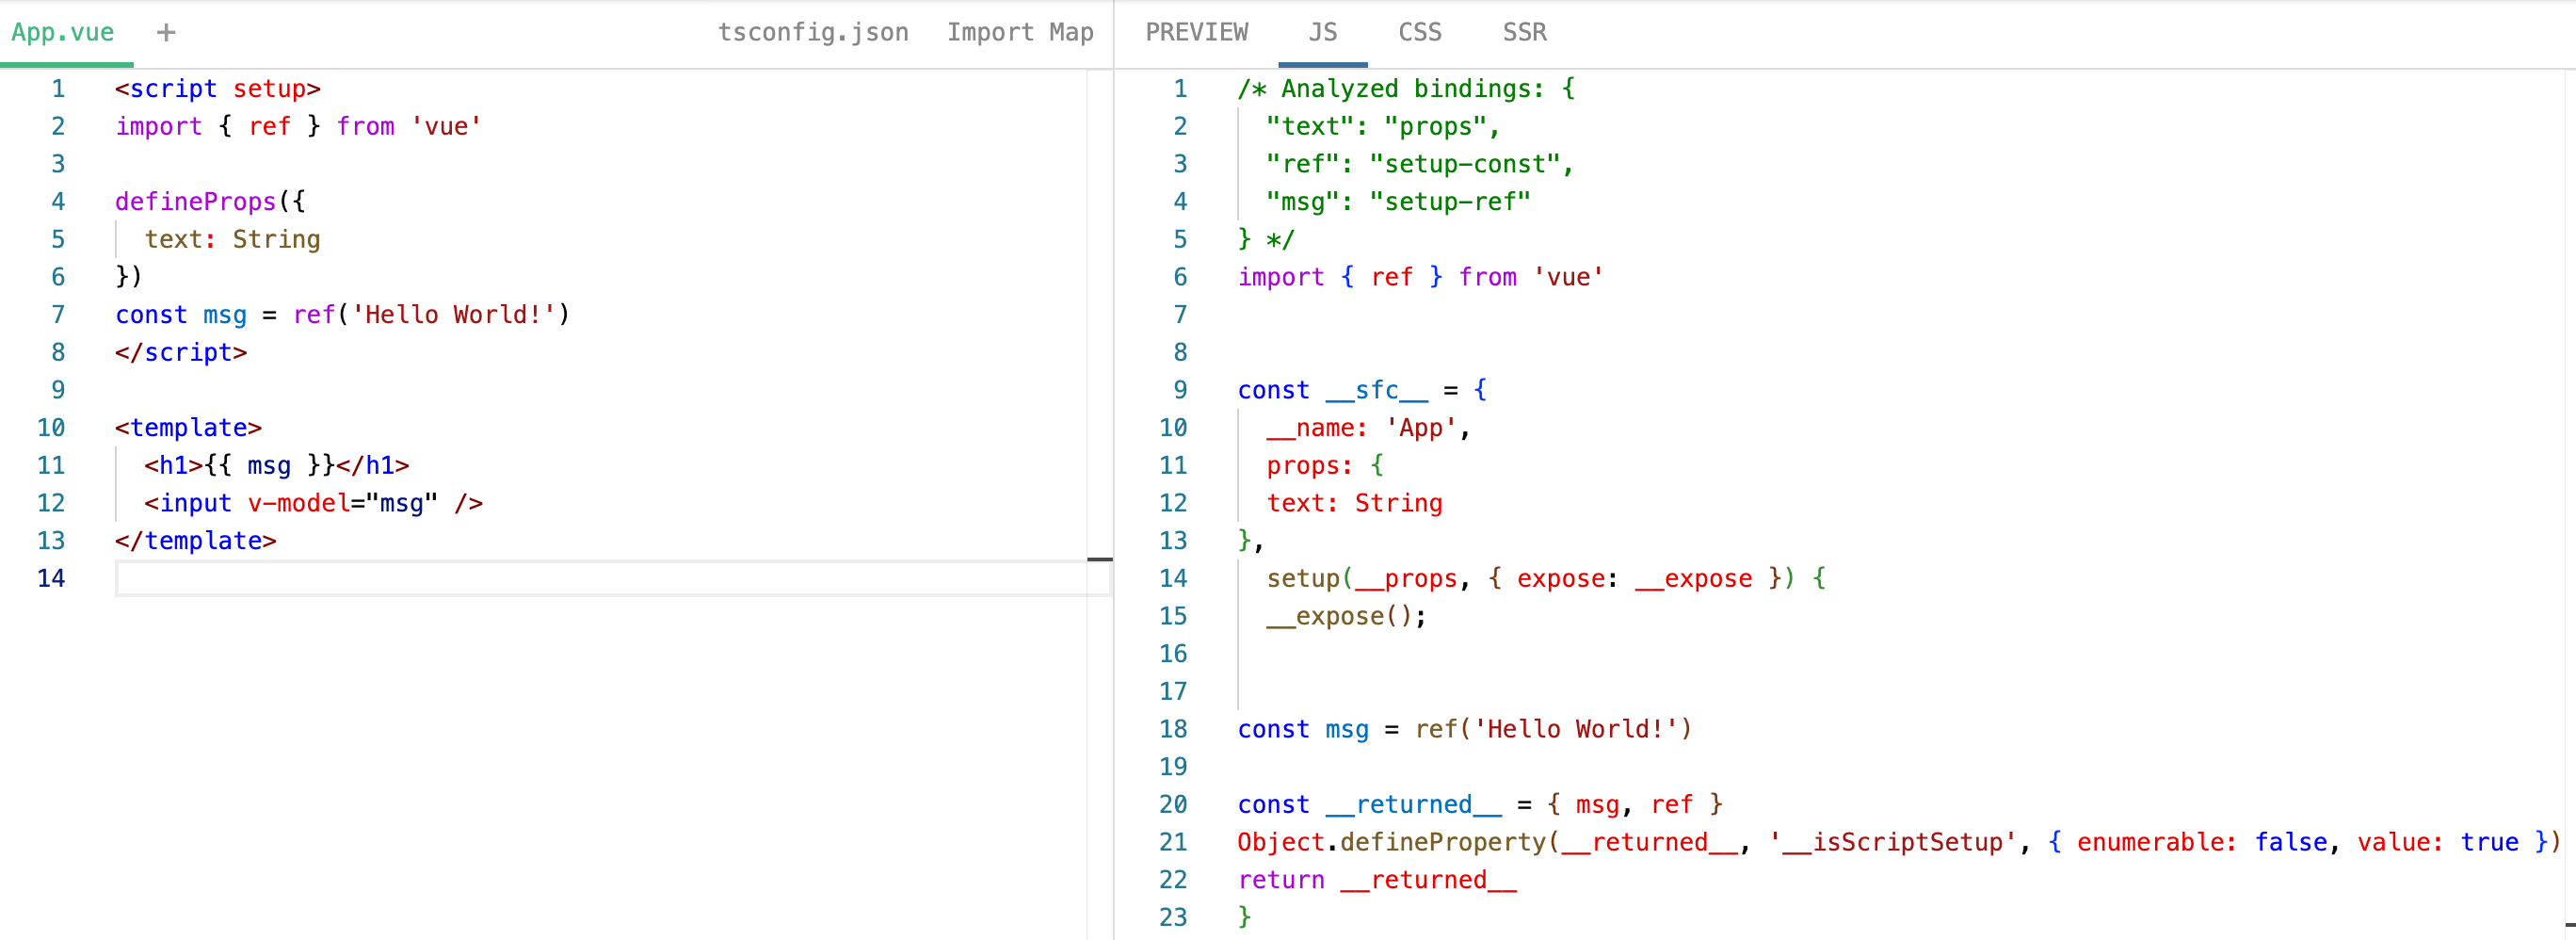 App.vue + tsconfig.json Import Map
1 <script setup>
2 import { ref } from 'vue'
3
4 defineProps({
5   text: String
6 })
7 const msg = ref('Hello World!')
8 </script>
9
10 <template>
11   <h1>{{ msg }}</h1>
12   <input v-model="msg" />
13 </template>
14
PREVIEW JS CSS SSR
1 /* Analyzed bindings: {
2   "text": "props",
3   "ref": "setup-const",
4   "msg": "setup-ref"
5 } */
6 import { ref } from 'vue'
7
8
9 const __sfc__ = {
10   __name: 'App',
11   props: {
12   text: String
13 },
14   setup(__props, { expose: __expose }) {
15   __expose();
16
17
18 const msg = ref('Hello World!')
19
20 const __returned__ = { msg, ref }
21 Object.defineProperty(__returned__, '__isScriptSetup', { enumerable: false, value: true })
22 return __returned__
23 }